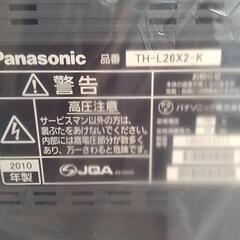 Panasonic 品番 TH-L26X2-K
警告
高圧注意
サービスマン以外の方は、
裏ぶたをあけないでください。
内部には高電圧部分が数多く
あり、万一さわると危険です。
パナソニック株式会社
2010
年製
JQA